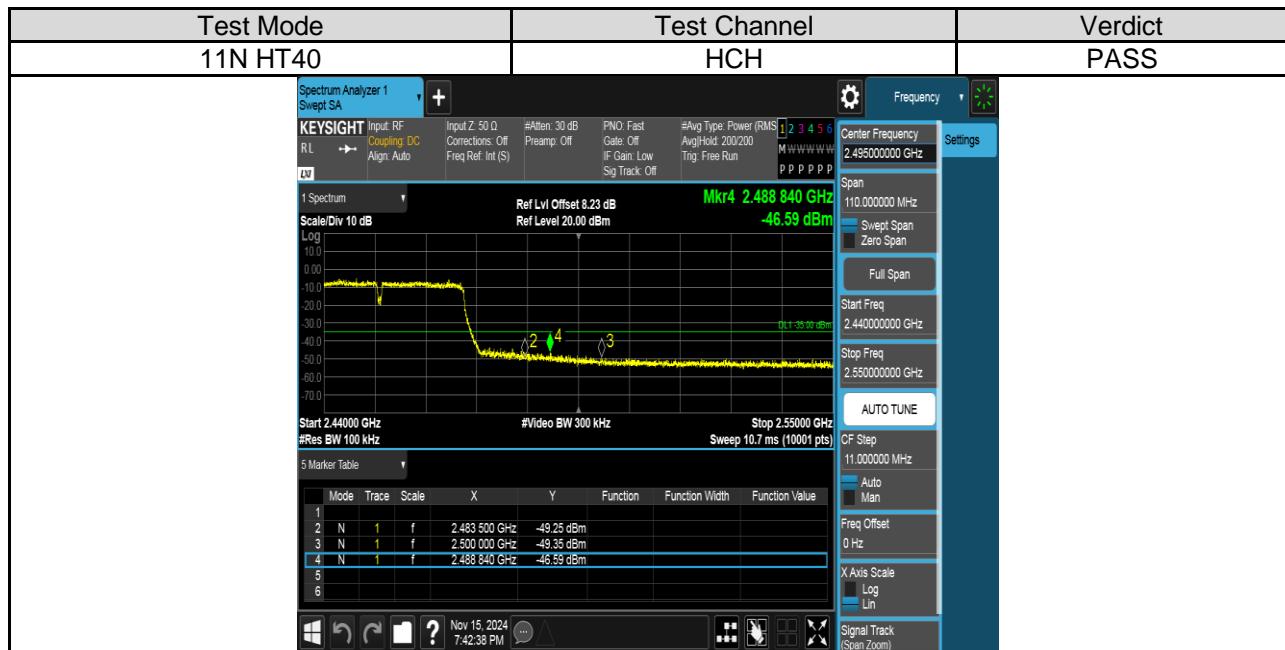 Test Mode Test Channel Verdict
11N HT40 HCH PASS
Spectrum Analyzer 1
Swept SA
+
Frequency
Settings
KEYSIGHT
RL
LXI
Input: RF
Coupling: DC
Align: Auto
Input Z: 50 Ω
Corrections: Off
Freq Ref: Int (S)
#Atten: 30 dB
Preamp: Off
PNO: Fast
Gate: Off
IF Gain: Low
Sig Track: Off
#Avg Type: Power (RMS
Avg|Hold: 200/200
Trig: Free Run
1 2 3 4 5 6
M W W W W W
P P P P P P
1 Spectrum
Scale/Div 10 dB
Ref Lvl Offset 8.23 dB
Ref Level 20.00 dBm
Mkr4 2.488 840 GHz
-46.59 dBm
Log
10.0
0.00
-10.0
-20.0
-30.0
-40.0
-50.0
-60.0
-70.0
DL1 -35.00 dBm
2 4 3
Start 2.44000 GHz #Video BW 300 kHz Stop 2.55000 GHz
#Res BW 100 kHz Sweep 10.7 ms (10001 pts)
5 Marker Table
Mode Trace Scale X Y Function Function Width Function Value
1
2 N 1 f 2.483 500 GHz -49.25 dBm
3 N 1 f 2.500 000 GHz -49.35 dBm
4 N 1 f 2.488 840 GHz -46.59 dBm
5
6
Nov 15, 2024
7:42:38 PM
?
Center Frequency
2.495000000 GHz
Span
110.000000 MHz
Swept Span
Zero Span
Full Span
Start Freq
2.440000000 GHz
Stop Freq
2.550000000 GHz
AUTO TUNE
CF Step
11.000000 MHz
Auto
Man
Freq Offset
0 Hz
X Axis Scale
Log
Lin
Signal Track
(Span Zoom)